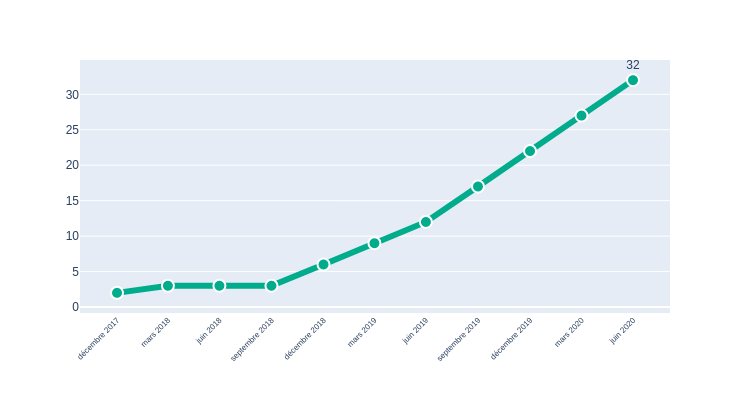 32
30
25
20
15
10
5
0
décembre 2017
mars 2018
juin 2018
septembre 2018
décembre 2018
mars 2019
juin 2019
septembre 2019
décembre 2019
mars 2020
juin 2020